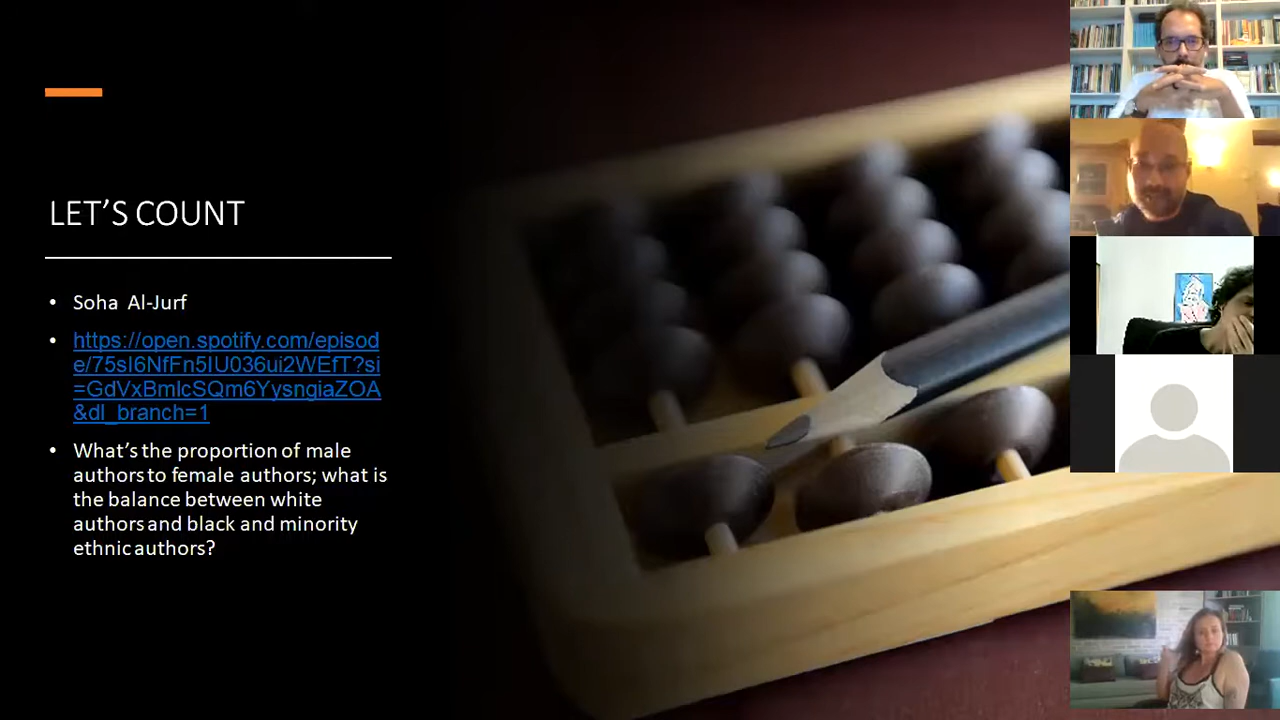 LET'S COUNT
• Soha Al-Jurf
• https://open.spotify.com/episod
e/75sI6NfFn5IU036ui2WEfT?si
=GdVxBmlcSQm6YysngiaZOA
&dl_branch=1
• What's the proportion of male
authors to female authors; what is
the balance between white
authors and black and minority
ethnic authors?